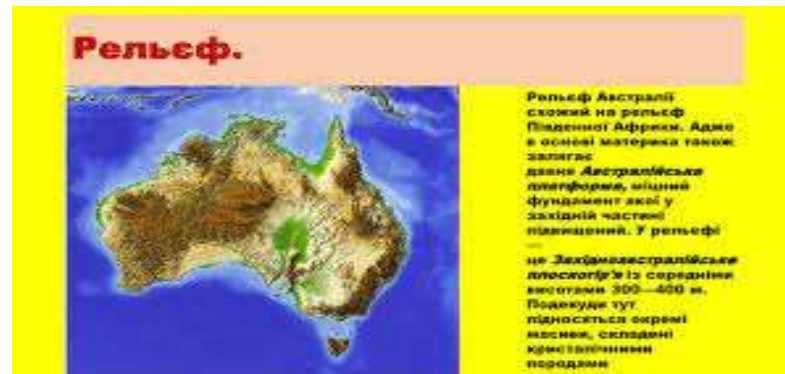 Рельєф.
Рельєф Австралії
схожий на рельєф
Південної Африки. Адже
в основі материка також
залягає
давня Австралійська
платформа, міцний
фундамент якої у
західній частині
підвищений. У рельєфі
—
це Західноавстралійське
плоскогір'я із середніми
висотами 300—400 м.
Подекуди тут
підносяться окремі
масиви, складені
кристалічними
породами